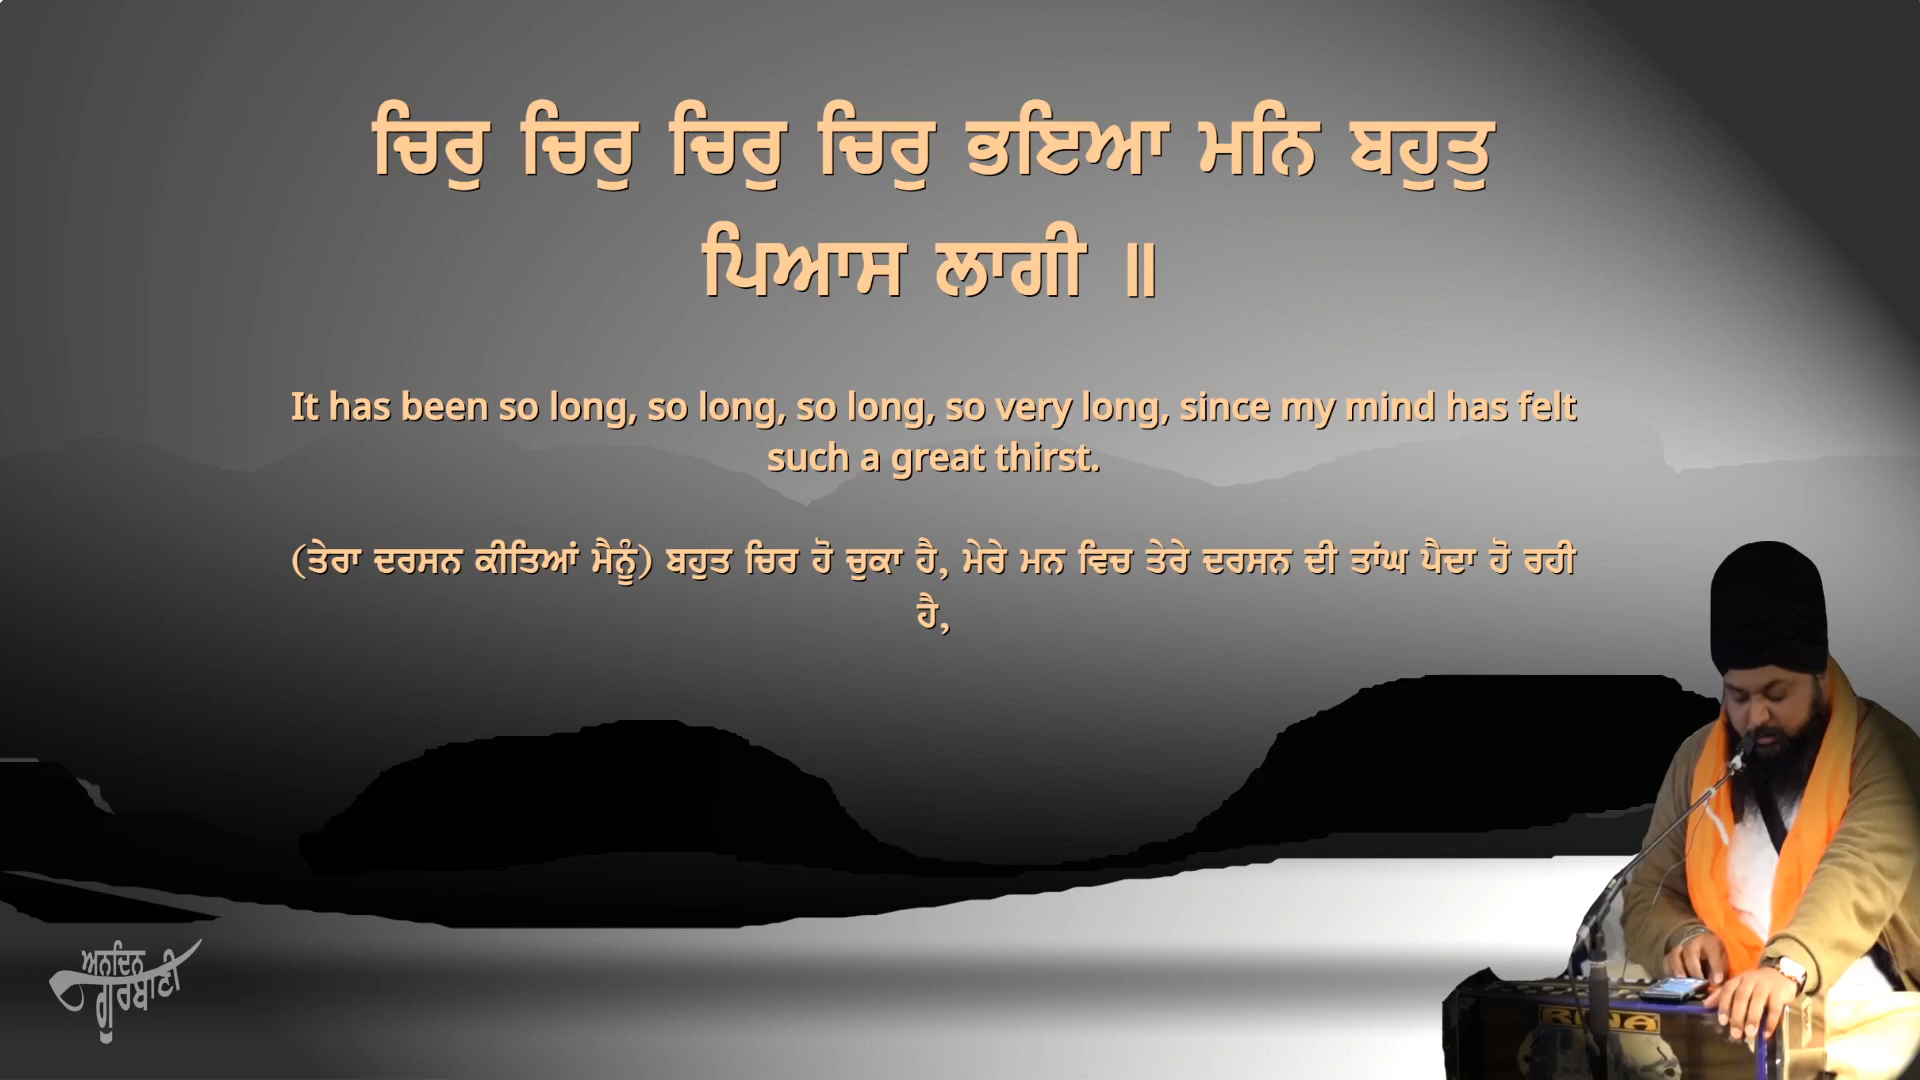 ਚਿਰੁ ਚਿਰੁ ਚਿਰੁ ਚਿਰੁ ਭਇਆ ਮਨਿ ਬਹੁਤੁ
ਪਿਆਸ ਲਾਗੀ ॥
It has been so long, so long, so long, so very long, since my mind has felt
such a great thirst.
(ਤੇਰਾ ਦਰਸਨ ਕੀਤਿਆਂ ਮੈਨੂੰ) ਬਹੁਤ ਚਿਰ ਹੋ ਚੁਕਾ ਹੈ, ਮੇਰੇ ਮਨ ਵਿਚ ਤੇਰੇ ਦਰਸਨ ਦੀ ਤਾਂਘ ਪੈਦਾ ਹੋ ਰਹੀ
ਹੈ,
ਅਨਦਿਨ
ਗੁਰਬਾਣੀ
RINA